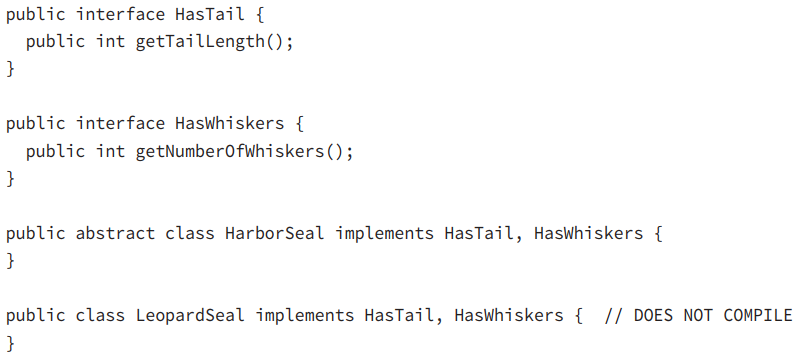 public interface HasTail {
  public int getTailLength();
}

public interface HasWhiskers {
  public int getNumberOfWhiskers();
}

public abstract class HarborSeal implements HasTail, HasWhiskers {
}

public class LeopardSeal implements HasTail, HasWhiskers {  // DOES NOT COMPILE
}